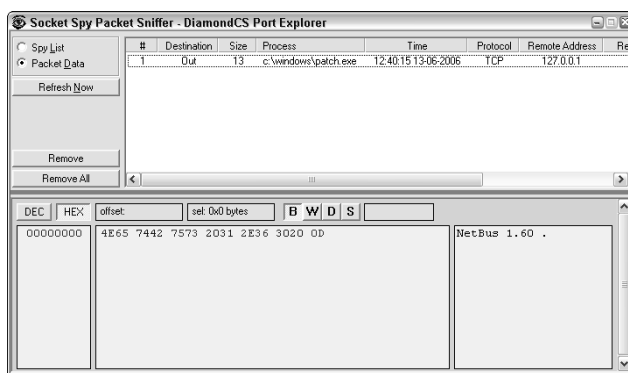 Socket Spy Packet Sniffer - DiamondCS Port Explorer
Spy List
Packet Data
Refresh Now
Remove
Remove All
# Destination Size Process Time Protocol Remote Address Re
1 Out 13 c:\windows\patch.exe 12:40:15 13-06-2006 TCP 127.0.0.1
DEC HEX offset: sel: 0x0 bytes B W D S
00000000 4E65 7442 7573 2031 2E36 3020 0D NetBus 1.60 .